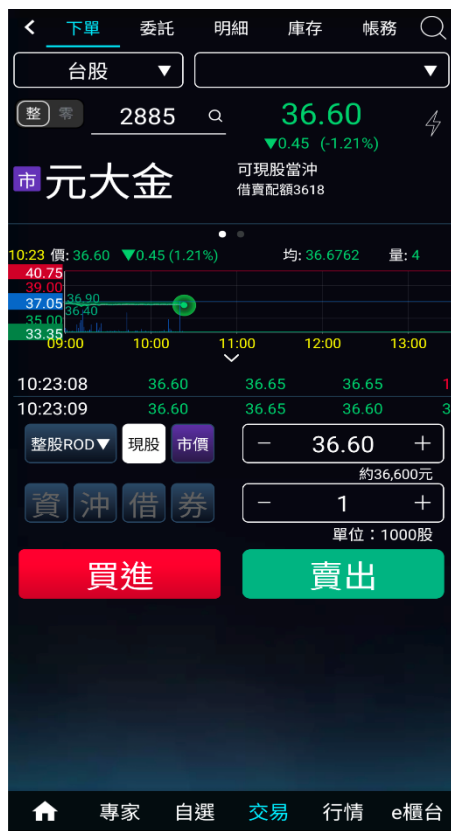 下單 委託 明細 庫存 帳務
台股 ▼ ▼
整 零 2885 36.60
▼0.45 (-1.21%)
市 元大金 可現股當沖
借賣配額3618
10:23 價: 36.60 ▼0.45 (1.21%) 均: 36.6762 量: 4
40.75
39.00
37.05 36.90
36.40
35.00
33.35
09:00 10:00 11:00 12:00 13:00
10:23:08 36.60 36.65 36.65 1
10:23:09 36.60 36.65 36.60 3
整股ROD▼ 現股 市價 − 36.60 +
約36,600元
資 沖 借 券 − 1 +
單位：1000股
買進 賣出
專家 自選 交易 行情 e櫃台